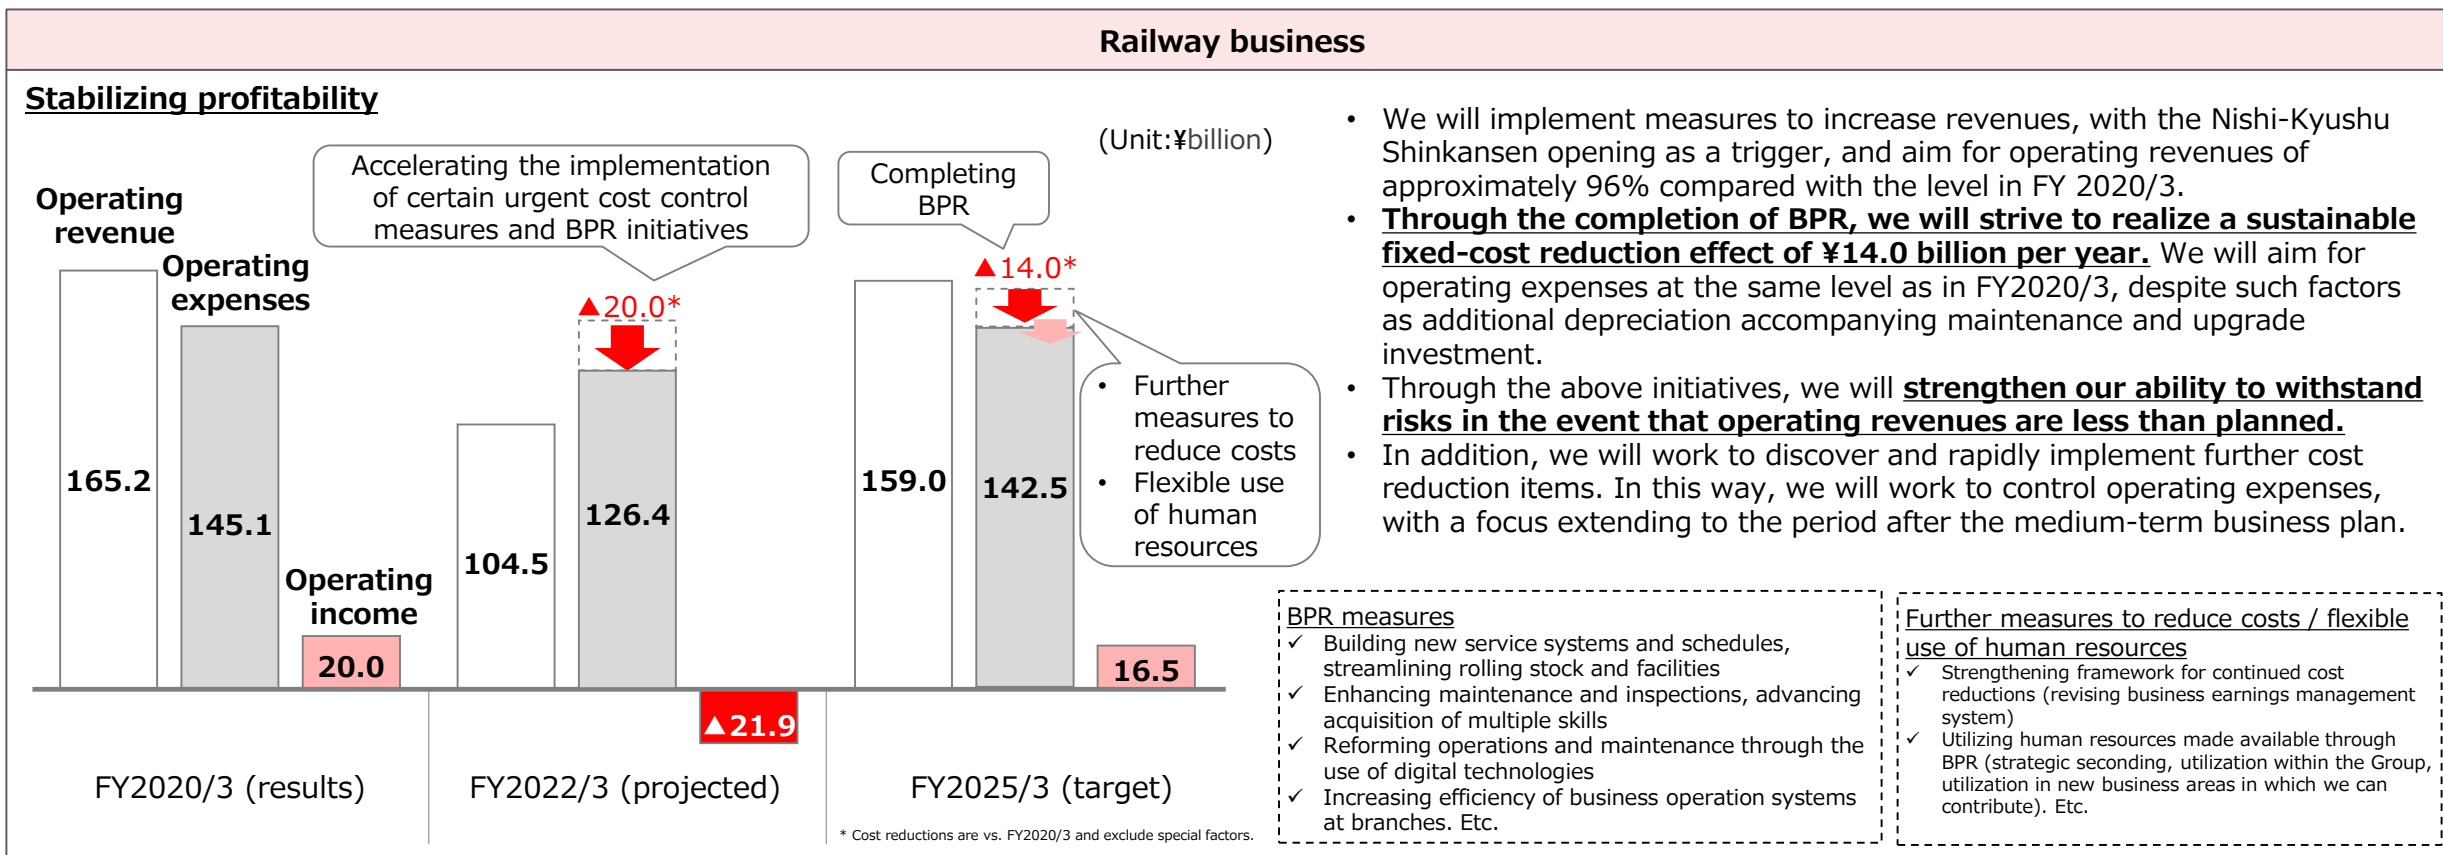 Railway business
Stabilizing profitability
(Unit:¥billion)
Operating
revenue
Operating
expenses
Operating
income
Accelerating the implementation
of certain urgent cost control
measures and BPR initiatives
Completing
BPR
▲20.0*
▲14.0*
• Further
measures to
reduce costs
• Flexible use
of human
resources
165.2
145.1
20.0
104.5
126.4
▲21.9
159.0
142.5
16.5
FY2020/3 (results)
FY2022/3 (projected)
FY2025/3 (target)
* Cost reductions are vs. FY2020/3 and exclude special factors.
• We will implement measures to increase revenues, with the Nishi-Kyushu
Shinkansen opening as a trigger, and aim for operating revenues of
approximately 96% compared with the level in FY 2020/3.
• Through the completion of BPR, we will strive to realize a sustainable
fixed-cost reduction effect of ¥14.0 billion per year. We will aim for
operating expenses at the same level as in FY2020/3, despite such factors
as additional depreciation accompanying maintenance and upgrade
investment.
• Through the above initiatives, we will strengthen our ability to withstand
risks in the event that operating revenues are less than planned.
• In addition, we will work to discover and rapidly implement further cost
reduction items. In this way, we will work to control operating expenses,
with a focus extending to the period after the medium-term business plan.
BPR measures
✓ Building new service systems and schedules,
streamlining rolling stock and facilities
✓ Enhancing maintenance and inspections, advancing
acquisition of multiple skills
✓ Reforming operations and maintenance through the
use of digital technologies
✓ Increasing efficiency of business operation systems
at branches. Etc.
Further measures to reduce costs / flexible
use of human resources
✓ Strengthening framework for continued cost
reductions (revising business earnings management
system)
✓ Utilizing human resources made available through
BPR (strategic seconding, utilization within the Group,
utilization in new business areas in which we can
contribute). Etc.